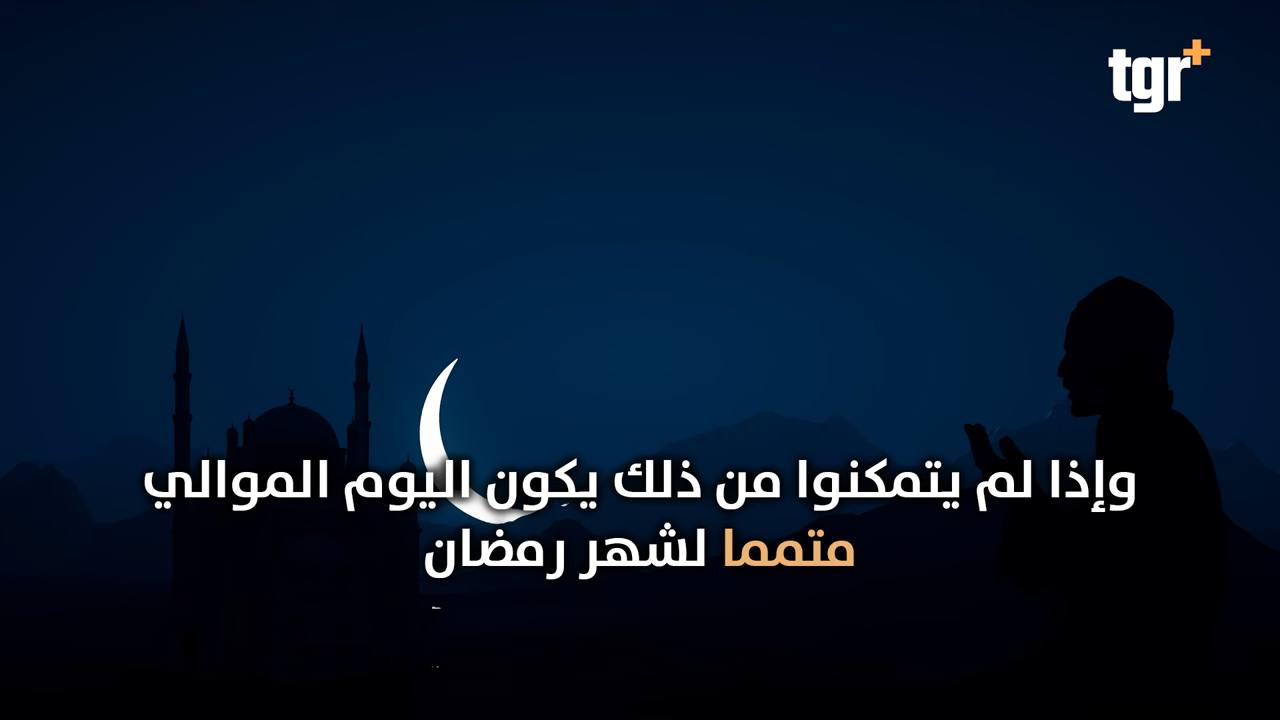 tgr+
وإذا لم يتمكنوا من ذلك يكون اليوم الموالي
متمما لشهر رمضان